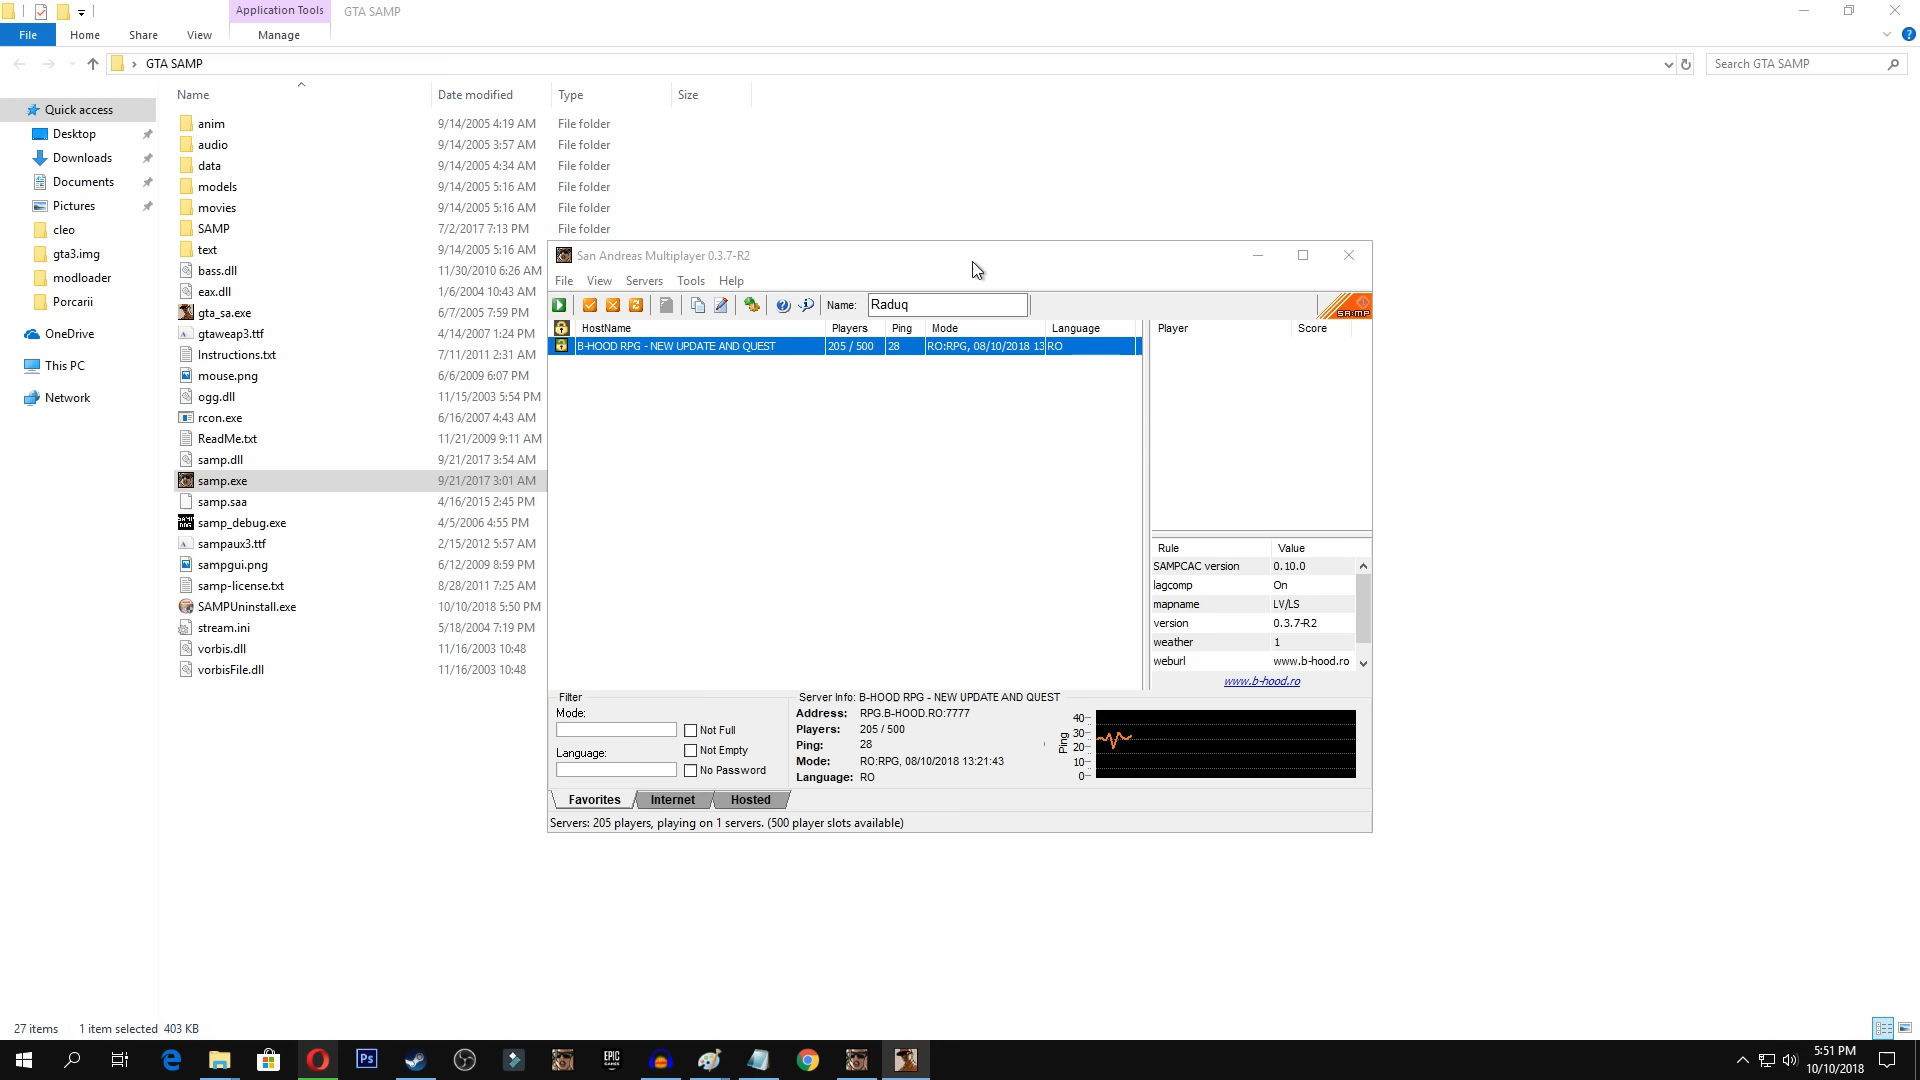 Application Tools GTA SAMP
File Home Share View Manage
GTA SAMP Search GTA SAMP
Name Date modified Type Size
Quick access
Desktop
Downloads
Documents
Pictures
cleo
gta3.img
modloader
Porcarii
OneDrive
This PC
Network
anim 9/14/2005 4:19 AM File folder
audio 9/14/2005 3:57 AM File folder
data 9/14/2005 4:34 AM File folder
models 9/14/2005 5:16 AM File folder
movies 9/14/2005 5:16 AM File folder
SAMP 7/2/2017 7:13 PM File folder
text 9/14/2005 5:16 AM
bass.dll 11/30/2010 6:26 AM
eax.dll 1/6/2004 10:43 AM
gta_sa.exe 6/7/2005 7:59 PM
gtaweap3.ttf 4/14/2007 1:24 PM
Instructions.txt 7/11/2011 2:31 AM
mouse.png 6/6/2009 6:07 PM
ogg.dll 11/15/2003 5:54 PM
rcon.exe 6/16/2007 4:43 AM
ReadMe.txt 11/21/2009 9:11 AM
samp.dll 9/21/2017 3:54 AM
samp.exe 9/21/2017 3:01 AM
samp.saa 4/16/2015 2:45 PM
samp_debug.exe 4/5/2006 4:55 PM
sampaux3.ttf 2/15/2012 5:57 AM
sampgui.png 6/12/2009 8:59 PM
samp-license.txt 8/28/2011 7:25 AM
SAMPUninstall.exe 10/10/2018 5:50 PM
stream.ini 5/18/2004 7:19 PM
vorbis.dll 11/16/2003 10:48
vorbisFile.dll 11/16/2003 10:48
San Andreas Multiplayer 0.3.7-R2
File View Servers Tools Help
Name: Raduq
SA:MP
HostName Players Ping Mode Language
B-HOOD RPG - NEW UPDATE AND QUEST 205 / 500 28 RO:RPG, 08/10/2018 13 RO
Player Score
Rule Value
SAMPCAC version 0.10.0
lagcomp On
mapname LV/LS
version 0.3.7-R2
weather 1
weburl www.b-hood.ro
www.b-hood.ro
Filter
Mode:
Not Full
Language:
Not Empty
No Password
Server Info: B-HOOD RPG - NEW UPDATE AND QUEST
Address: RPG.B-HOOD.RO:7777
Players: 205 / 500
Ping: 28
Mode: RO:RPG, 08/10/2018 13:21:43
Language: RO
Ping
40
30
20
10
0
Favorites Internet Hosted
Servers: 205 players, playing on 1 servers. (500 player slots available)
27 items 1 item selected 403 KB
Ps
EPIC GAMES
5:51 PM
10/10/2018